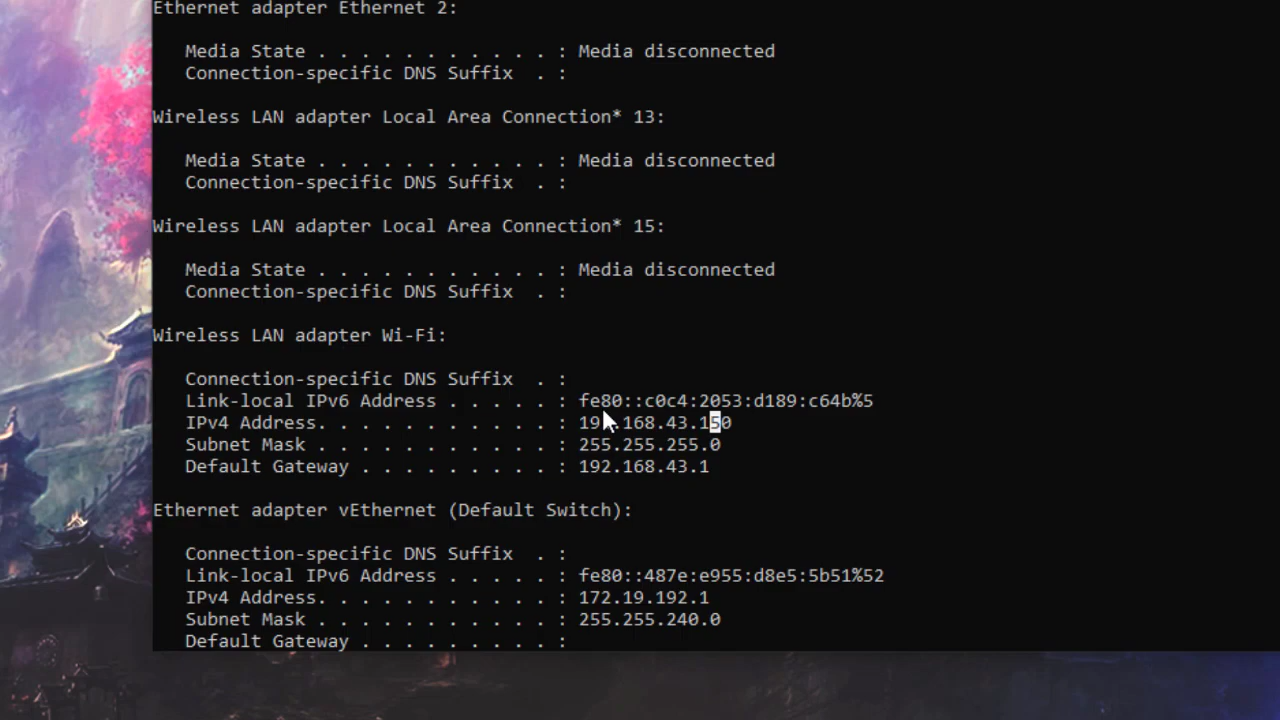 Ethernet adapter Ethernet 2:
Media State . . . . . . . . . . . : Media disconnected
Connection-specific DNS Suffix . :
Wireless LAN adapter Local Area Connection* 13:
Media State . . . . . . . . . . . : Media disconnected
Connection-specific DNS Suffix . :
Wireless LAN adapter Local Area Connection* 15:
Media State . . . . . . . . . . . : Media disconnected
Connection-specific DNS Suffix . :
Wireless LAN adapter Wi-Fi:
Connection-specific DNS Suffix . :
Link-local IPv6 Address . . . . . : fe80::c0c4:2053:d189:c64b%5
IPv4 Address. . . . . . . . . . . : 192.168.43.150
Subnet Mask . . . . . . . . . . . : 255.255.255.0
Default Gateway . . . . . . . . . : 192.168.43.1
Ethernet adapter vEthernet (Default Switch):
Connection-specific DNS Suffix . :
Link-local IPv6 Address . . . . . : fe80::487e:e955:d8e5:5b51%52
IPv4 Address. . . . . . . . . . . : 172.19.192.1
Subnet Mask . . . . . . . . . . . : 255.255.240.0
Default Gateway . . . . . . . . . :